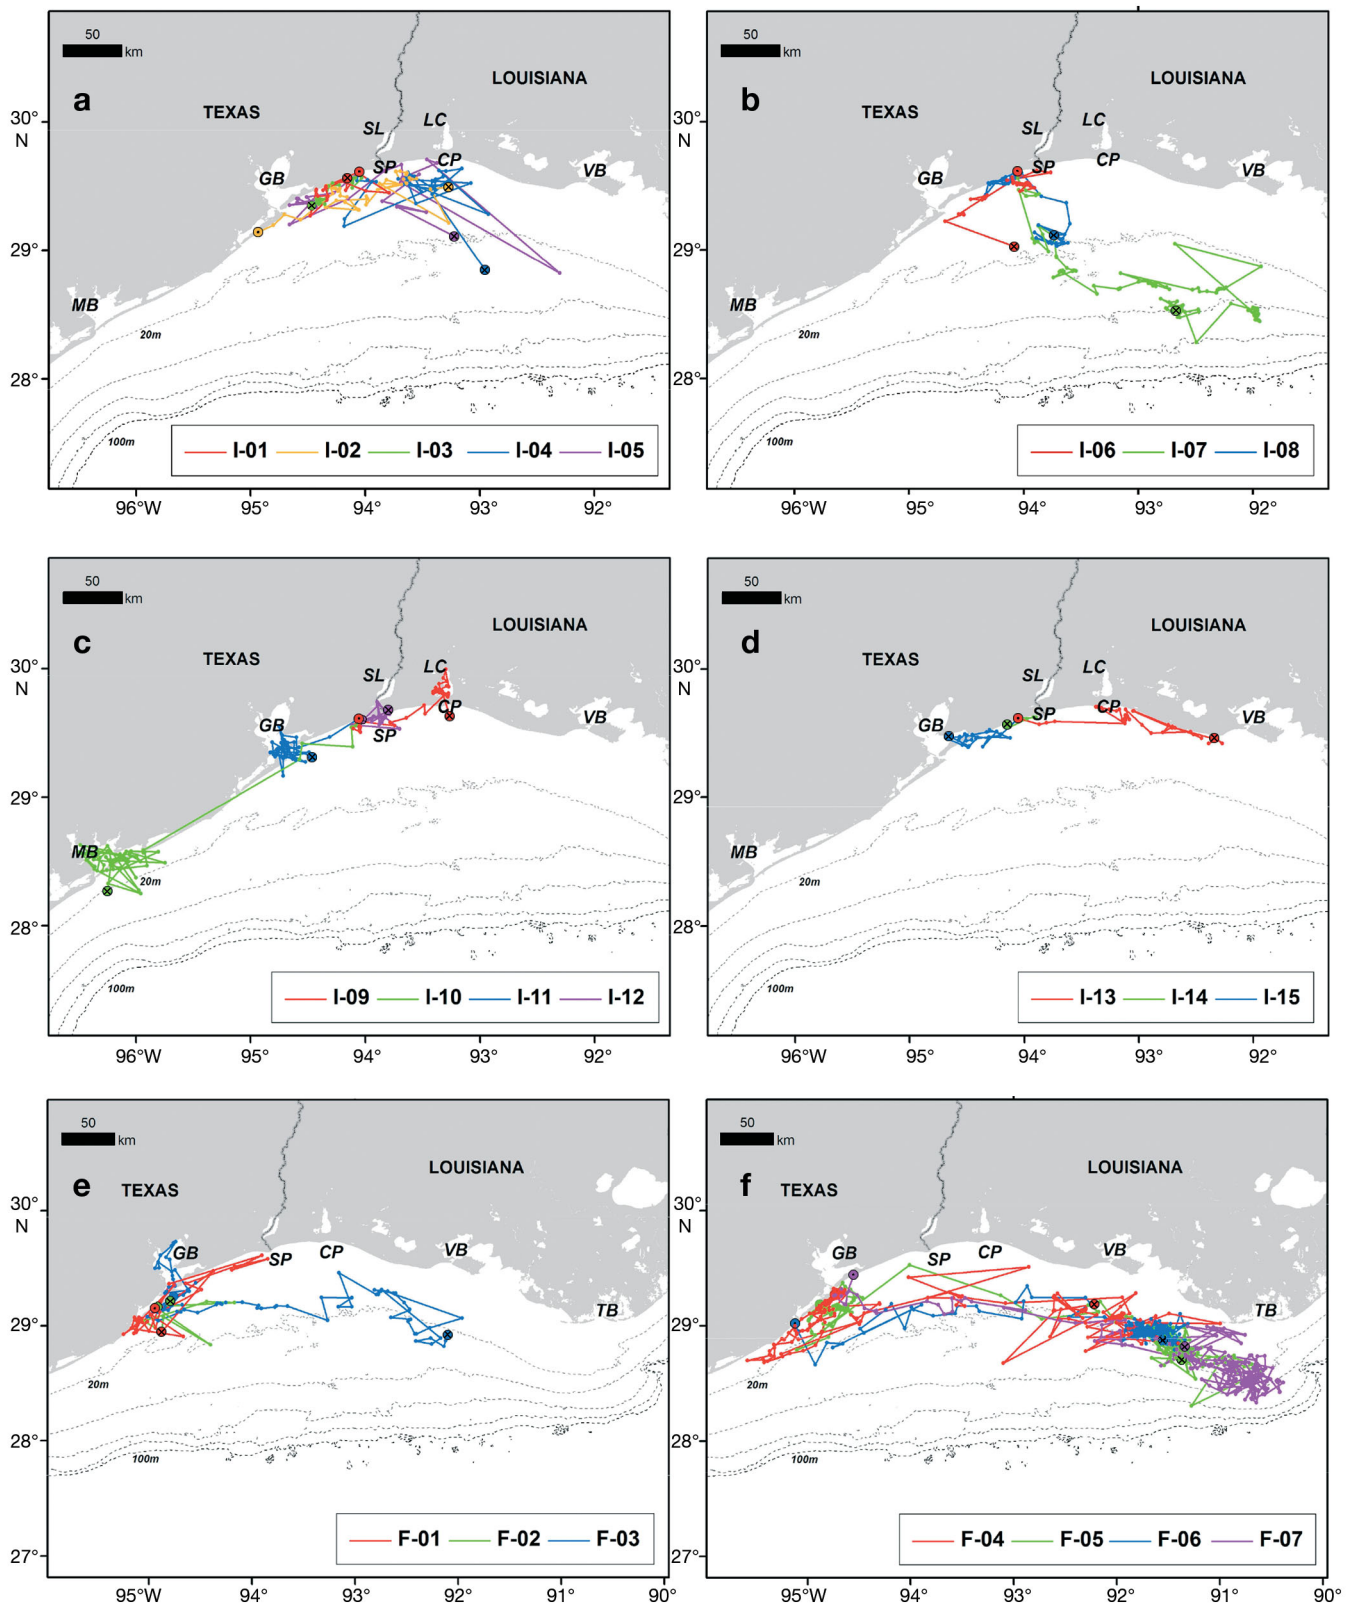 50
km
a
TEXAS
LOUISIANA
SL
LC
SP
CP
GB
VB
MB
20m
100m
30°
N
29°
28°
I-01 I-02 I-03 I-04 I-05
96°W 95° 94° 93° 92°
50
km
b
TEXAS
LOUISIANA
SL
LC
SP
CP
GB
VB
MB
20m
100m
30°
N
29°
28°
I-06 I-07 I-08
96°W 95° 94° 93° 92°
50
km
c
TEXAS
LOUISIANA
SL
LC
CP
GB
SP
VB
MB
20m
100m
30°
N
29°
28°
I-09 I-10 I-11 I-12
96°W 95° 94° 93° 92°
50
km
d
TEXAS
LOUISIANA
SL
LC
CP
SP
GB
VB
MB
20m
100m
30°
N
29°
28°
I-13 I-14 I-15
96°W 95° 94° 93° 92°
50
km
e
TEXAS
LOUISIANA
GB
SP
CP
VB
TB
20m
100m
30°
N
29°
28°
27°
F-01 F-02 F-03
95°W 94° 93° 92° 91° 90°
50
km
f
TEXAS
LOUISIANA
GB
SP
CP
VB
TB
20m
100m
30°
N
29°
28°
27°
F-04 F-05 F-06 F-07
95°W 94° 93° 92° 91° 90°